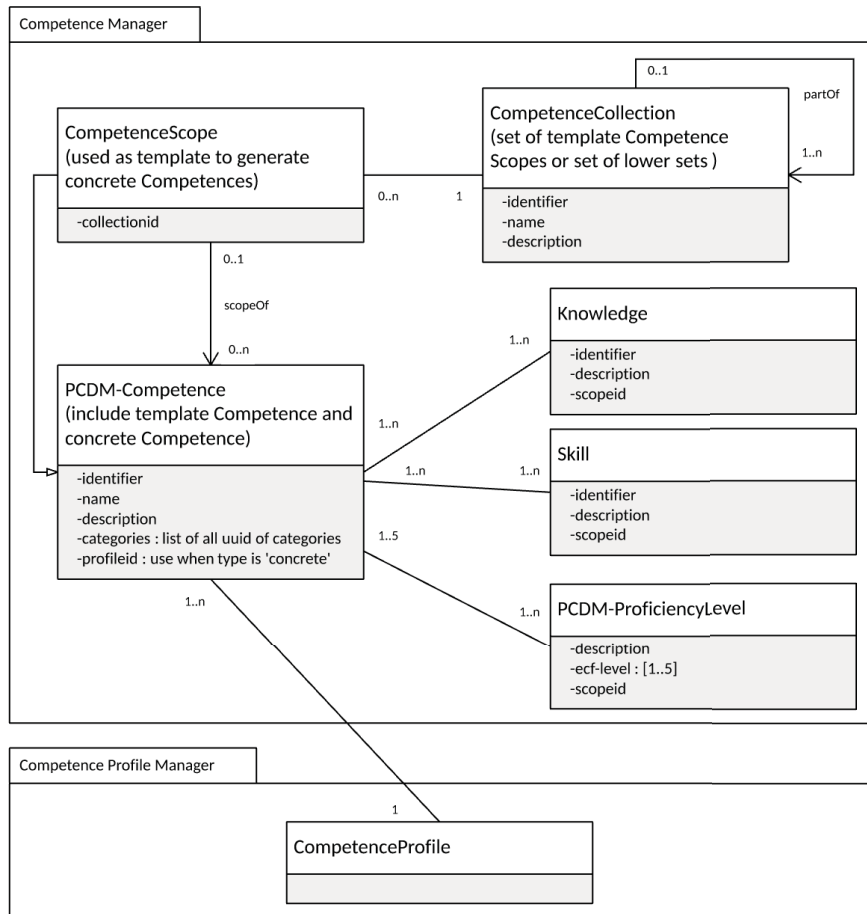 Competence Manager
0..1
partOf
1..n
CompetenceScope
(used as template to generate
concrete Competences)
-collectionid
0..n
1
CompetenceCollection
(set of template Competence
Scopes or set of lower sets )
-identifier
-name
-description
0..1
scopeOf
0..n
PCDM-Competence
(include template Competence and
concrete Competence)
-identifier
-name
-description
-categories : list of all uuid of categories
-profileid : use when type is 'concrete'
1..n
1..n
Knowledge
-identifier
-description
-scopeid
1..n
1..n
Skill
-identifier
-description
-scopeid
1..5
1..n
PCDM-ProficiencyLevel
-description
-ecf-level : [1..5]
-scopeid
1..n
Competence Profile Manager
1
CompetenceProfile